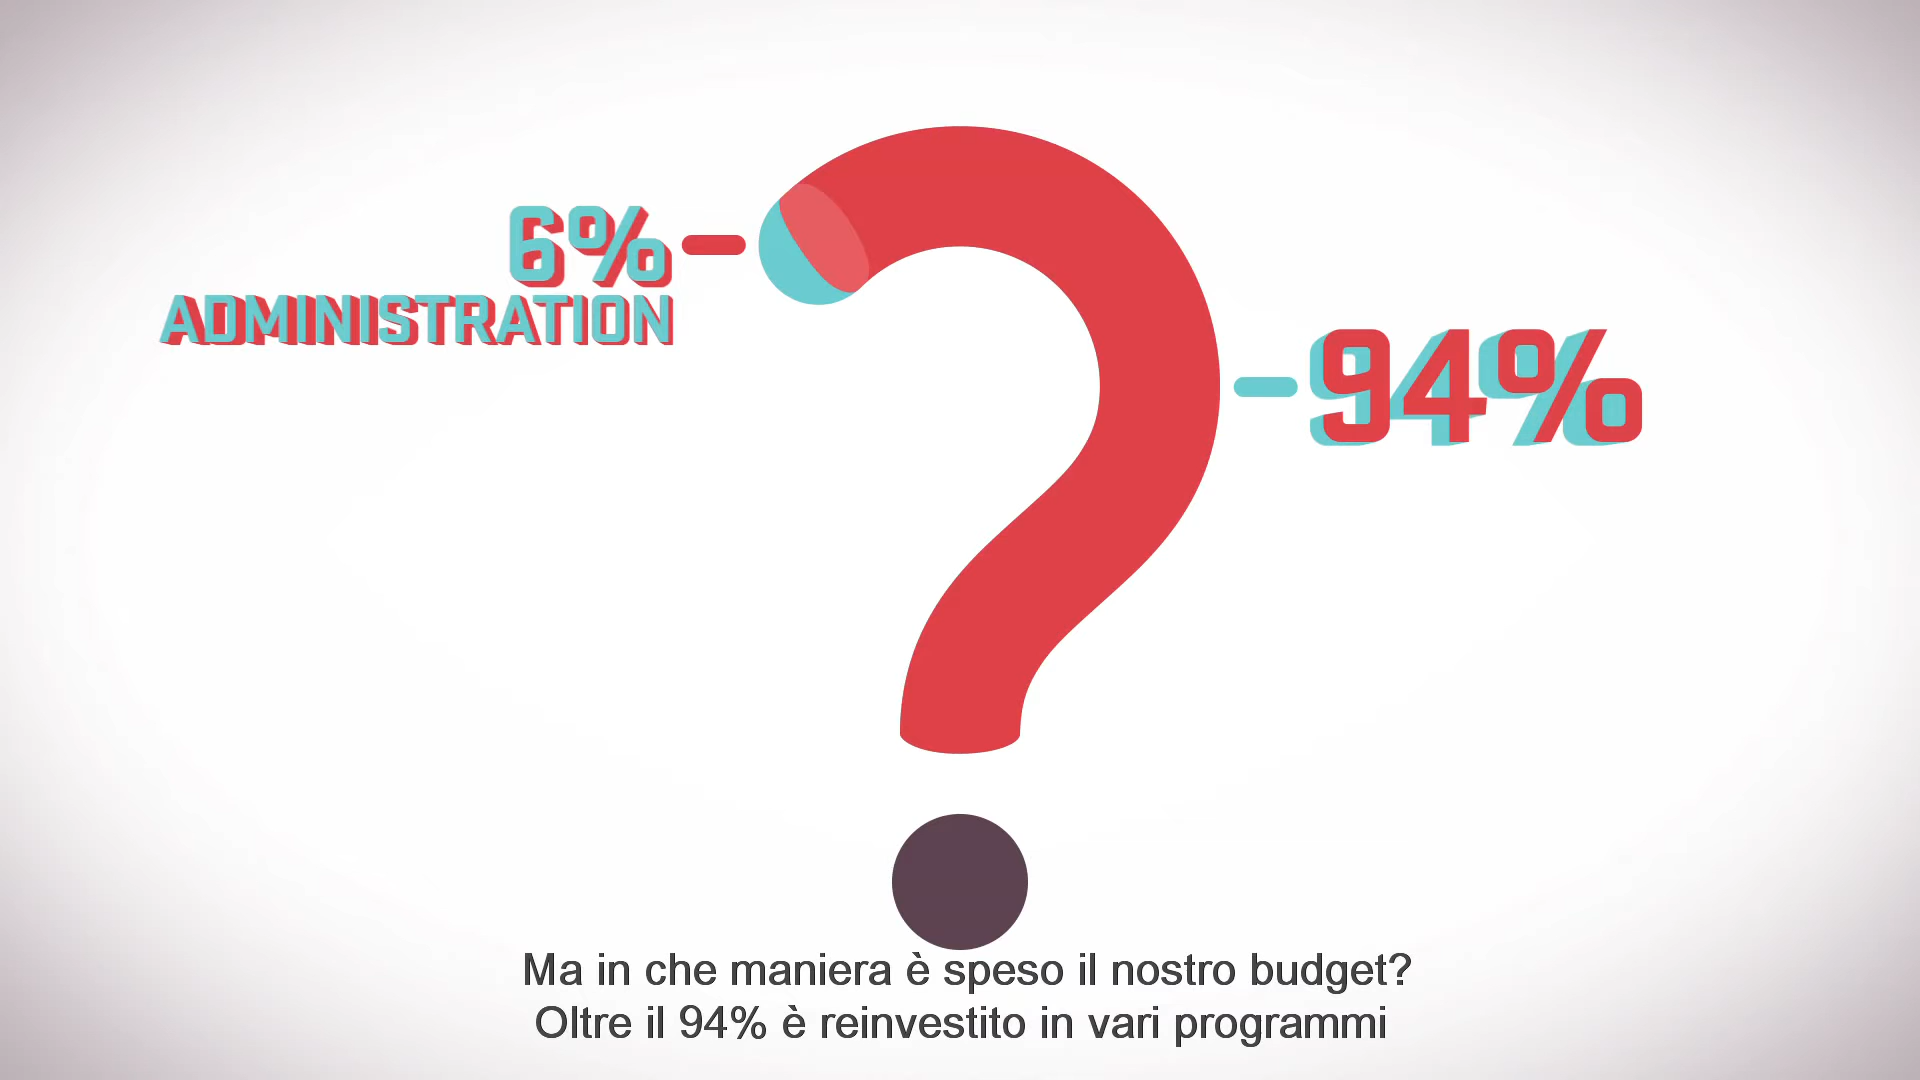 6%
ADMINISTRATION
94%
Ma in che maniera è speso il nostro budget?
Oltre il 94% è reinvestito in vari programmi